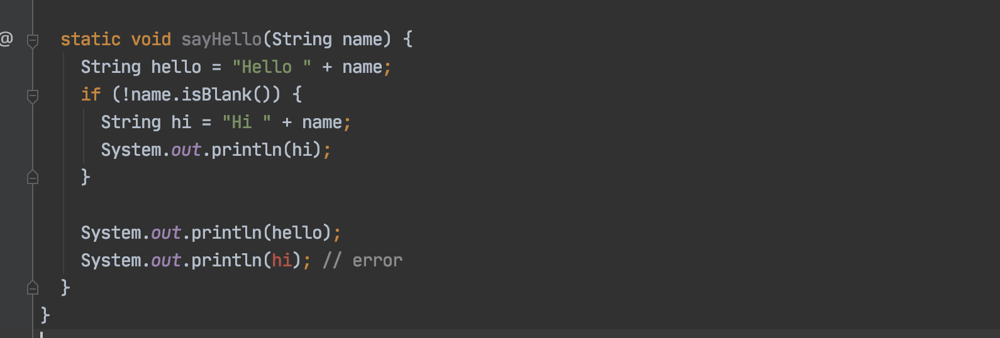 @ static void sayHello(String name) {
String hello = "Hello " + name;
if (!name.isBlank()) {
String hi = "Hi " + name;
System.out.println(hi);
}
System.out.println(hello);
System.out.println(hi); // error
}
}